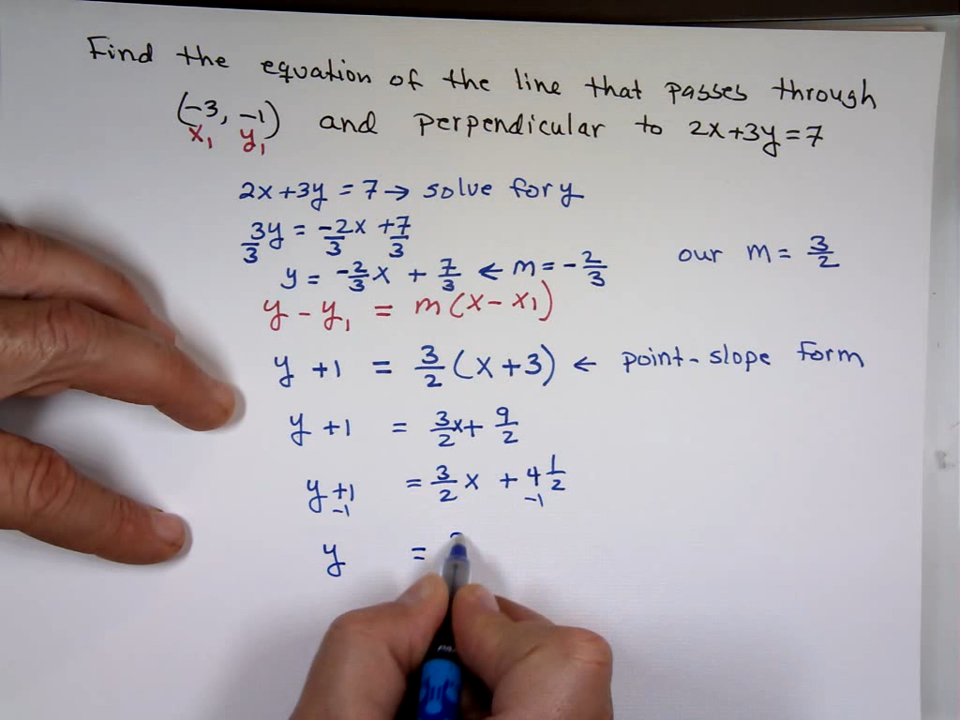 Find the equation of the line that passes through
(-3, -1) and perpendicular to 2x+3y=7
x₁ y₁
2x+3y=7 → solve for y
3y/3 = -2x/3 +7/3
y = -2/3 x + 7/3 ← m = -2/3
our m = 3/2
y - y₁ = m(x - x₁)
y +1 = 3/2 (x+3) ← point-slope form
y +1 = 3/2 x + 9/2
y +1 = 3/2 x + 4 1/2
-1 -1
y =